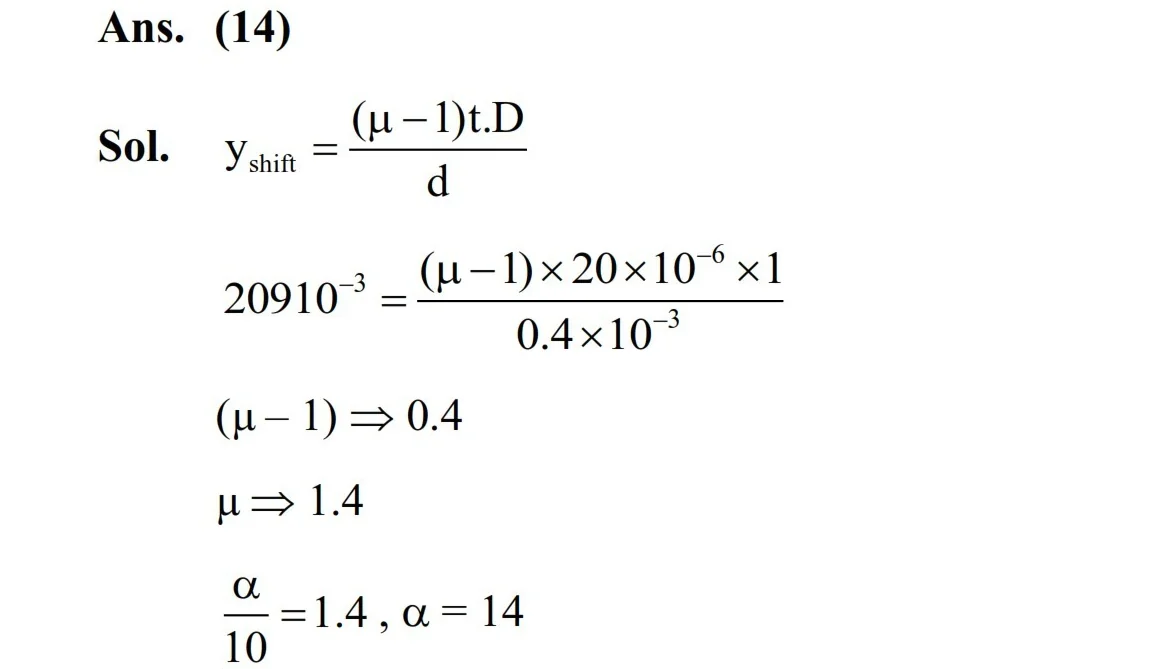 Ans. (14)
Sol. y_shift = (μ – 1)t.D / d
20910⁻³ = (μ – 1) × 20 × 10⁻⁶ × 1 / 0.4 × 10⁻³
(μ – 1) ⇒ 0.4
μ ⇒ 1.4
α / 10 = 1.4 , α = 14